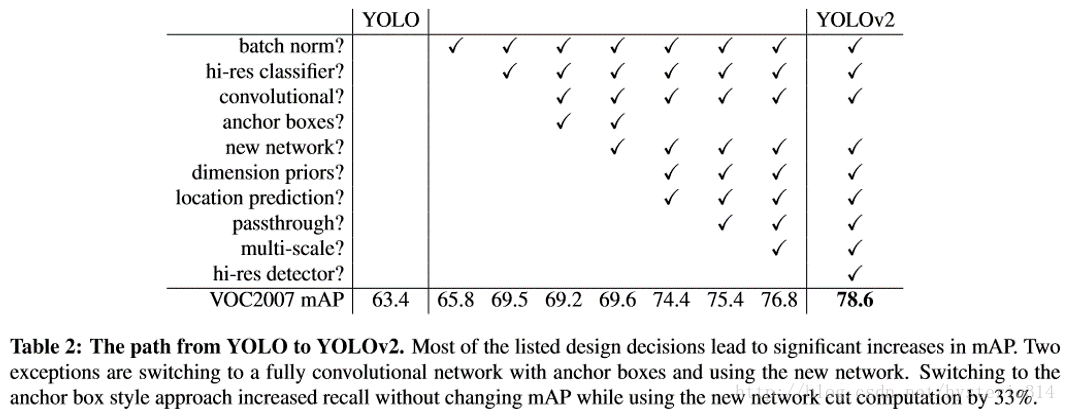 YOLO YOLOv2
batch norm? ✓ ✓ ✓ ✓ ✓ ✓ ✓ ✓
hi-res classifier? ✓ ✓ ✓ ✓ ✓ ✓ ✓
convolutional? ✓ ✓ ✓ ✓ ✓ ✓
anchor boxes? ✓ ✓
new network? ✓ ✓ ✓ ✓ ✓
dimension priors? ✓ ✓ ✓ ✓
location prediction? ✓ ✓ ✓ ✓
passthrough? ✓ ✓ ✓
multi-scale? ✓ ✓
hi-res detector? ✓
VOC2007 mAP 63.4 65.8 69.5 69.2 69.6 74.4 75.4 76.8 78.6
Table 2: The path from YOLO to YOLOv2. Most of the listed design decisions lead to significant increases in mAP. Two
exceptions are switching to a fully convolutional network with anchor boxes and using the new network. Switching to the
anchor box style approach increased recall without changing mAP while using the new network cut computation by 33%.